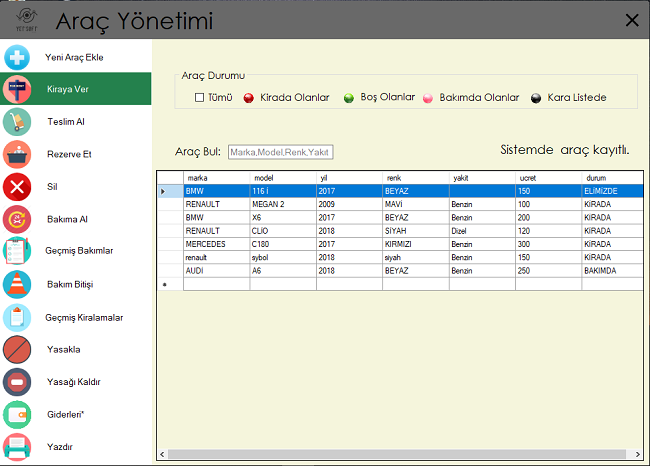 YET SOFT
Araç Yönetimi
Yeni Araç Ekle
Kiraya Ver
Teslim Al
Rezerve Et
Sil
Bakıma Al
Geçmiş Bakımlar
Bakım Bitişi
Geçmiş Kiralamalar
Yasakla
Yasağı Kaldır
Giderleri*
Yazdır
Araç Durumu
Tümü Kirada Olanlar Boş Olanlar Bakımda Olanlar Kara Listede
Araç Bul: Marka,Model,Renk,Yakıt
Sistemde araç kayıtlı.
marka model yil renk yakit ucret durum
BMW 116 İ 2017 BEYAZ 150 ELİMİZDE
RENAULT MEGAN 2 2009 MAVİ Benzin 100 KİRADA
BMW X6 2017 BEYAZ Benzin 200 KİRADA
RENAULT CLİO 2018 SİYAH Dizel 120 KİRADA
MERCEDES C180 2017 KIRMIZI Benzin 300 KİRADA
renault sybol 2018 siyah Benzin 150 KİRADA
AUDI A6 2018 BEYAZ Benzin 250 BAKIMDA